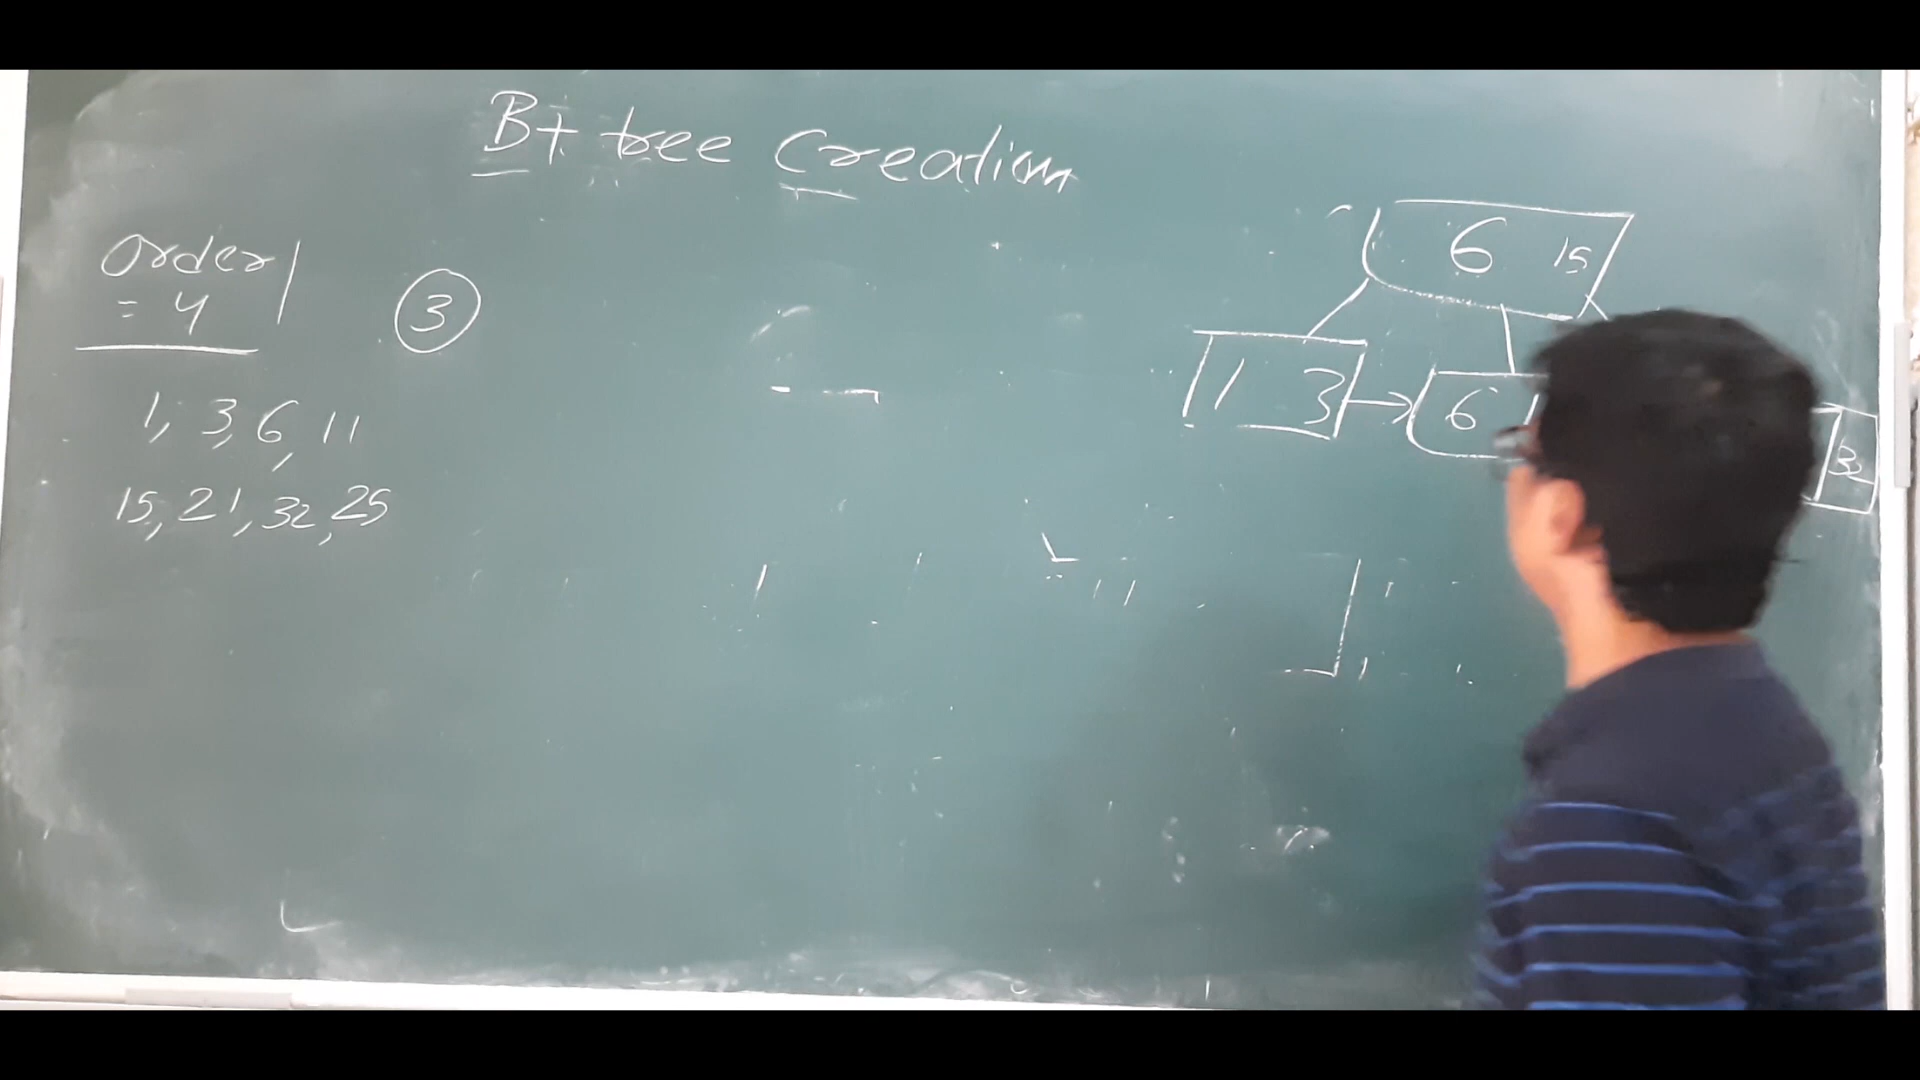 B+ tree Creation
order
= 4
3
1, 3, 6, 11
15, 21, 32, 25
6 15
1 3
6
32